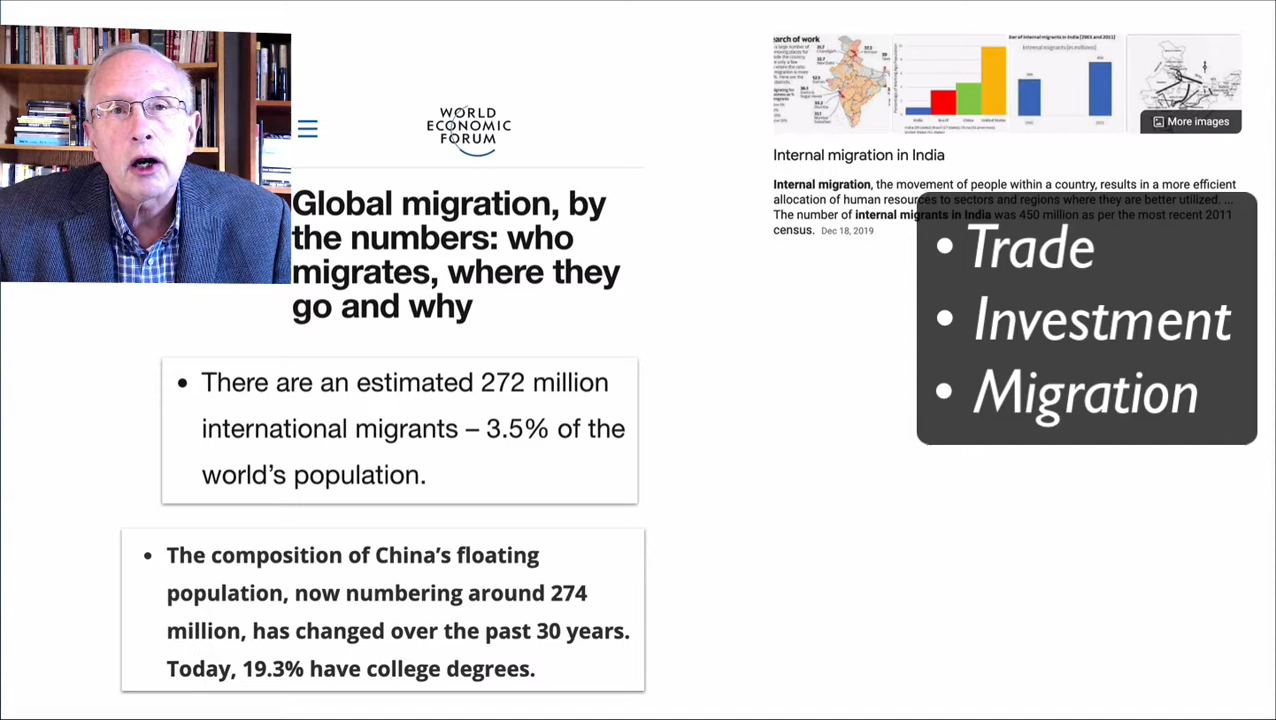 WORLD
ECONOMIC
FORUM
Global migration, by
the numbers: who
migrates, where they
go and why
• There are an estimated 272 million
international migrants – 3.5% of the
world's population.
• The composition of China's floating
population, now numbering around 274
million, has changed over the past 30 years.
Today, 19.3% have college degrees.
arch of work
More images
Internal migration in India
Internal migration, the movement of people within a country, results in a more efficient
allocation of human resources to sectors and regions where they are better utilized. ...
The number of internal migrants in India was 450 million as per the most recent 2011
census. Dec 18, 2019
• Trade
• Investment
• Migration